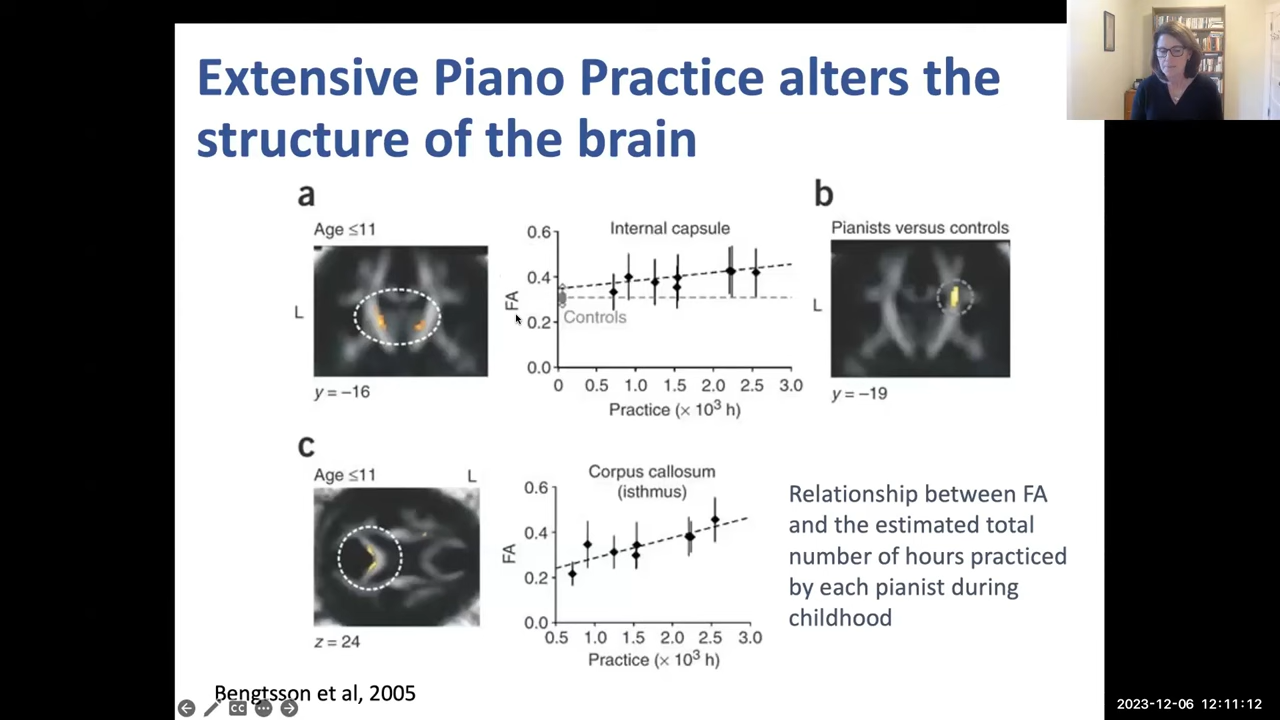 Extensive Piano Practice alters the
structure of the brain
a
Age ≤11
L
y = –16
Internal capsule
FA
0.6
0.4
0.2
0.0
Controls
0 0.5 1.0 1.5 2.0 2.5 3.0
Practice (× 10³ h)
b
Pianists versus controls
L
y = –19
c
Age ≤11 L
z = 24
Corpus callosum
(isthmus)
FA
0.6
0.4
0.2
0.0
0.5 1.0 1.5 2.0 2.5 3.0
Practice (× 10³ h)
Relationship between FA
and the estimated total
number of hours practiced
by each pianist during
childhood
Bengtsson et al, 2005
CC
2023-12-06 12:11:12